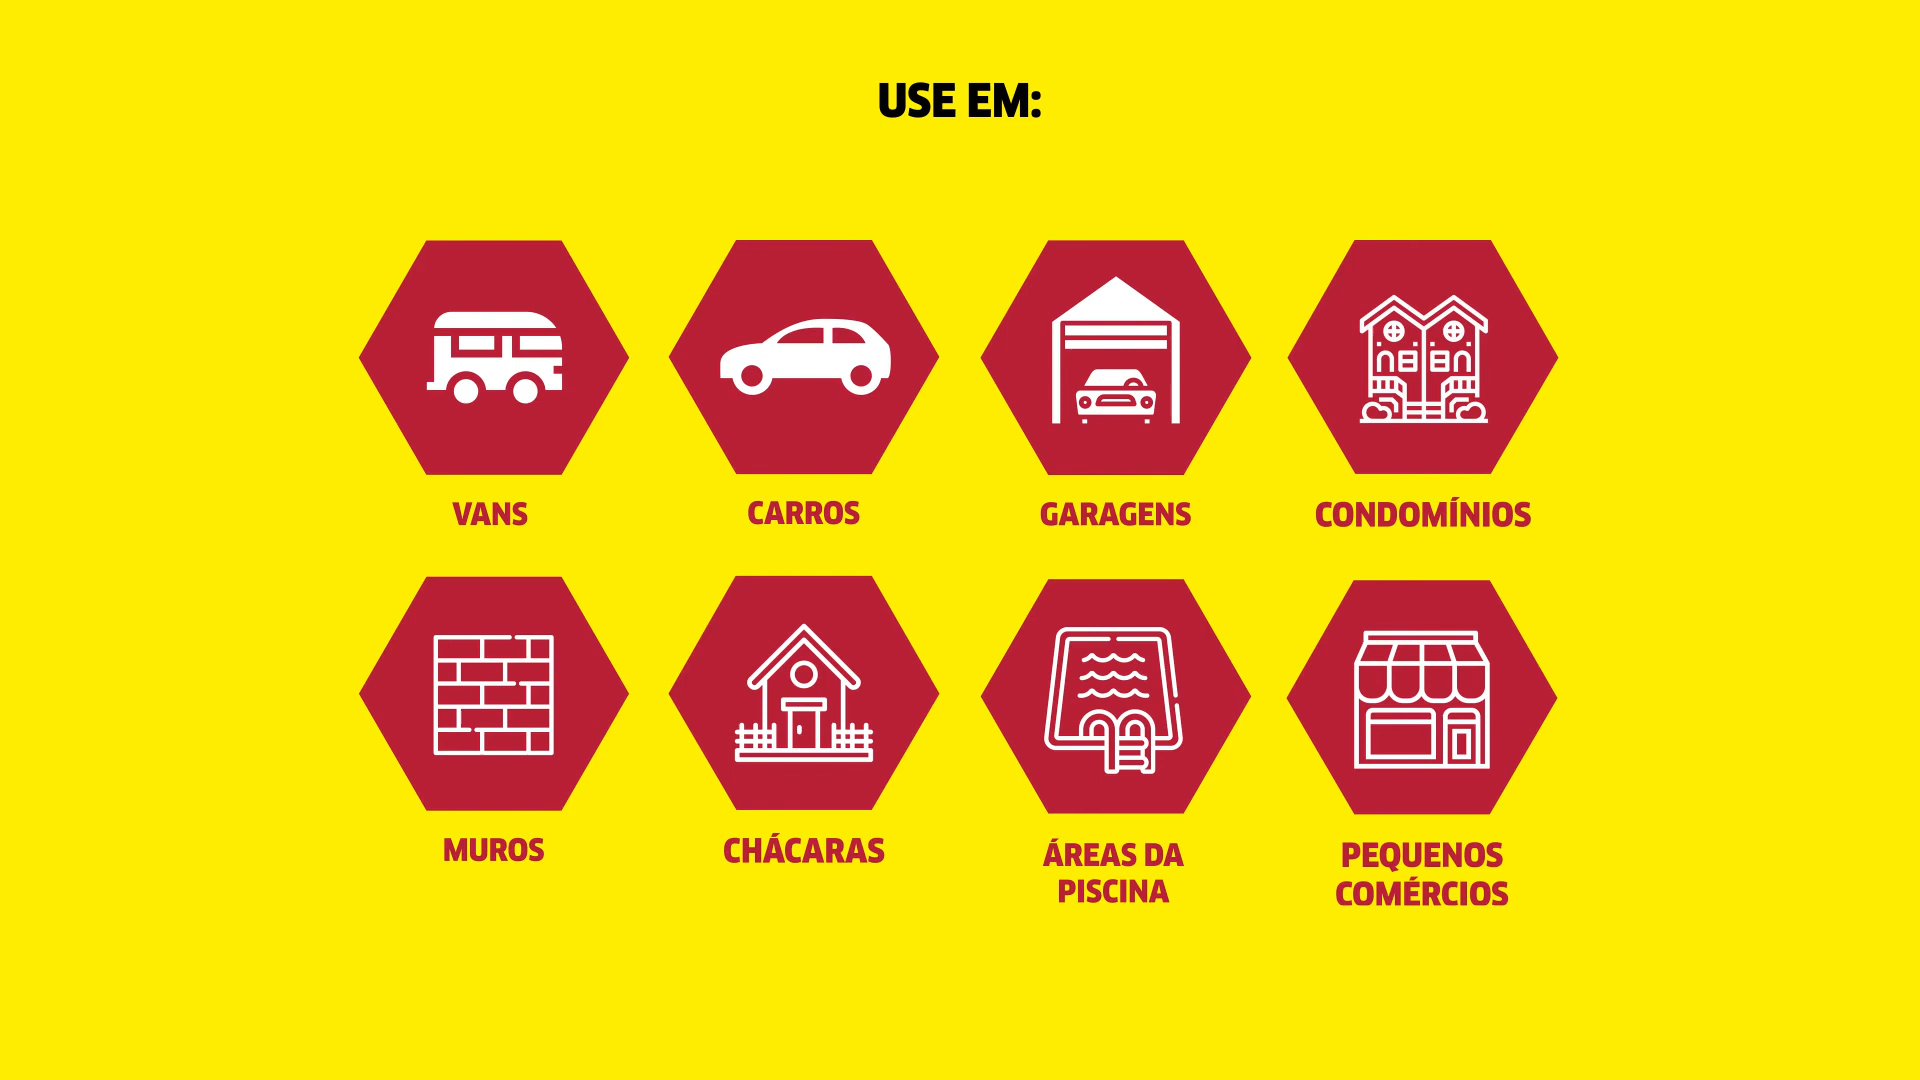 USE EM:
VANS
CARROS
GARAGENS
CONDOMÍNIOS
MUROS
CHÁCARAS
ÁREAS DA
PISCINA
PEQUENOS
COMÉRCIOS